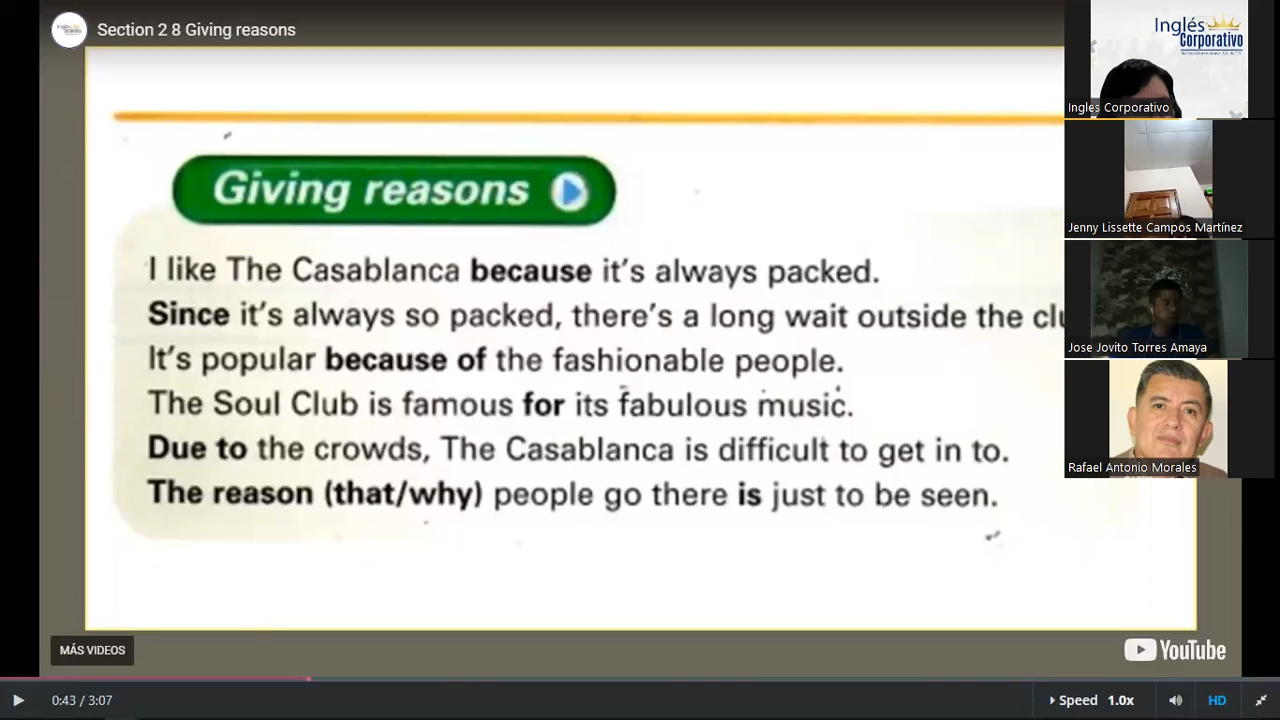 Section 2 8 Giving reasons
Giving reasons
I like The Casablanca because it's always packed.
Since it's always so packed, there's a long wait outside the
It's popular because of the fashionable people.
The Soul Club is famous for its fabulous music.
Due to the crowds, The Casablanca is difficult to get in to.
The reason (that/why) people go there is just to be seen.
MÁS VIDEOS
YouTube
0:43 / 3:07
Speed 1.0x
HD
Inglés
Corporativo
Ingles Corporativo
Jenny Lissette Campos Martínez
Jose Jovito Torres Amaya
Rafael Antonio Morales